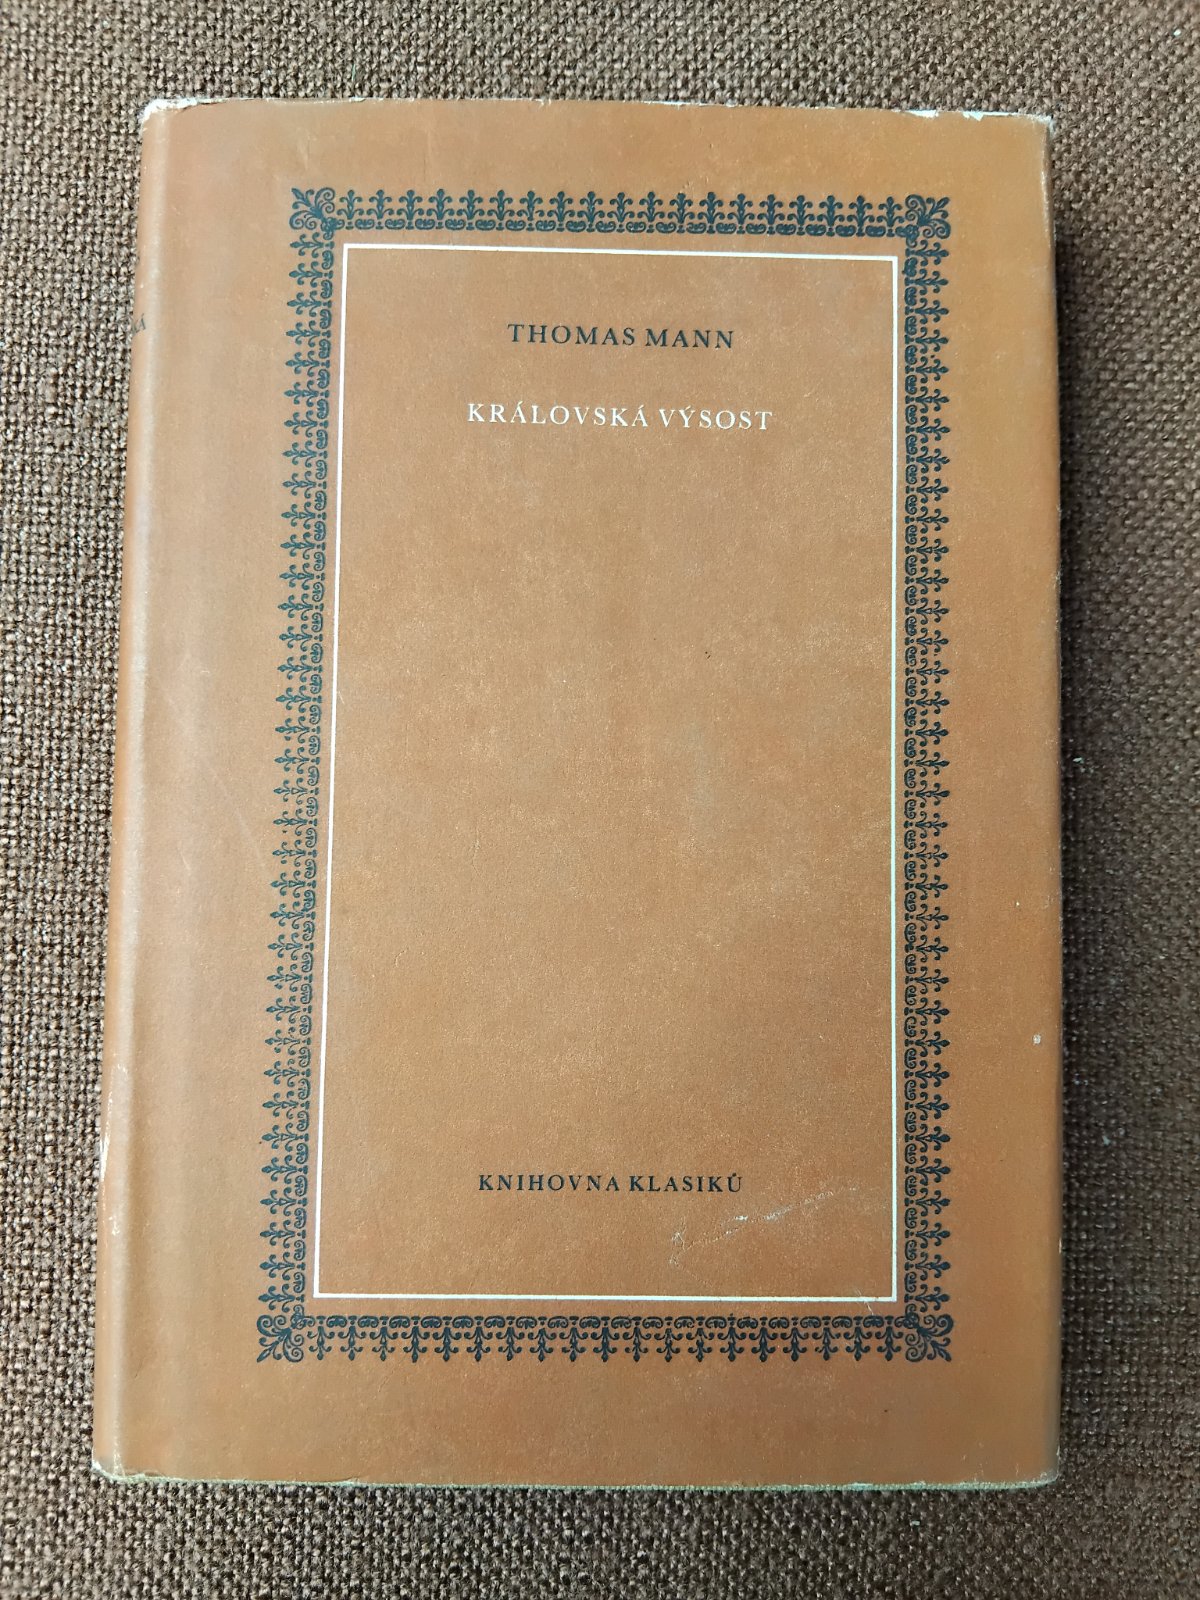 THOMAS MANN
KRÁLOVSKÁ VÝSOST
KNIHOVNA KLASIKŮ